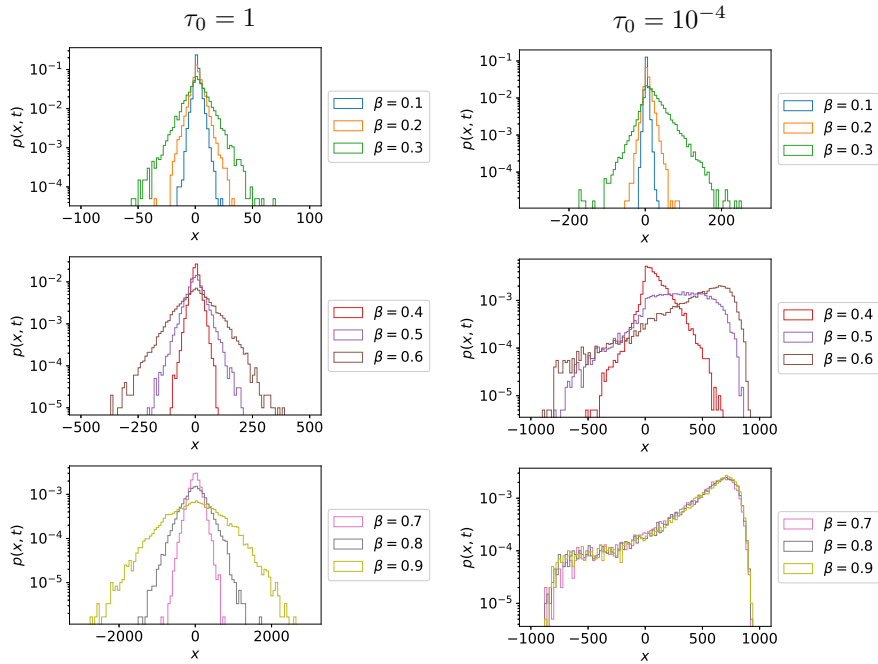 τ₀ = 1
τ₀ = 10⁻⁴
p(x, t)
10⁻¹
10⁻²
10⁻³
10⁻⁴
−100 −50 0 50 100
x
β = 0.1
β = 0.2
β = 0.3
p(x, t)
10⁻¹
10⁻²
10⁻³
10⁻⁴
−200 0 200
x
β = 0.1
β = 0.2
β = 0.3
p(x, t)
10⁻²
10⁻³
10⁻⁴
10⁻⁵
−500 −250 0 250 500
x
β = 0.4
β = 0.5
β = 0.6
p(x, t)
10⁻³
10⁻⁴
10⁻⁵
−1000 −500 0 500 1000
x
β = 0.4
β = 0.5
β = 0.6
p(x, t)
10⁻³
10⁻⁴
10⁻⁵
−2000 0 2000
x
β = 0.7
β = 0.8
β = 0.9
p(x, t)
10⁻³
10⁻⁴
10⁻�5
−1000 −500 0 500 1000
x
β = 0.7
β = 0.8
β = 0.9